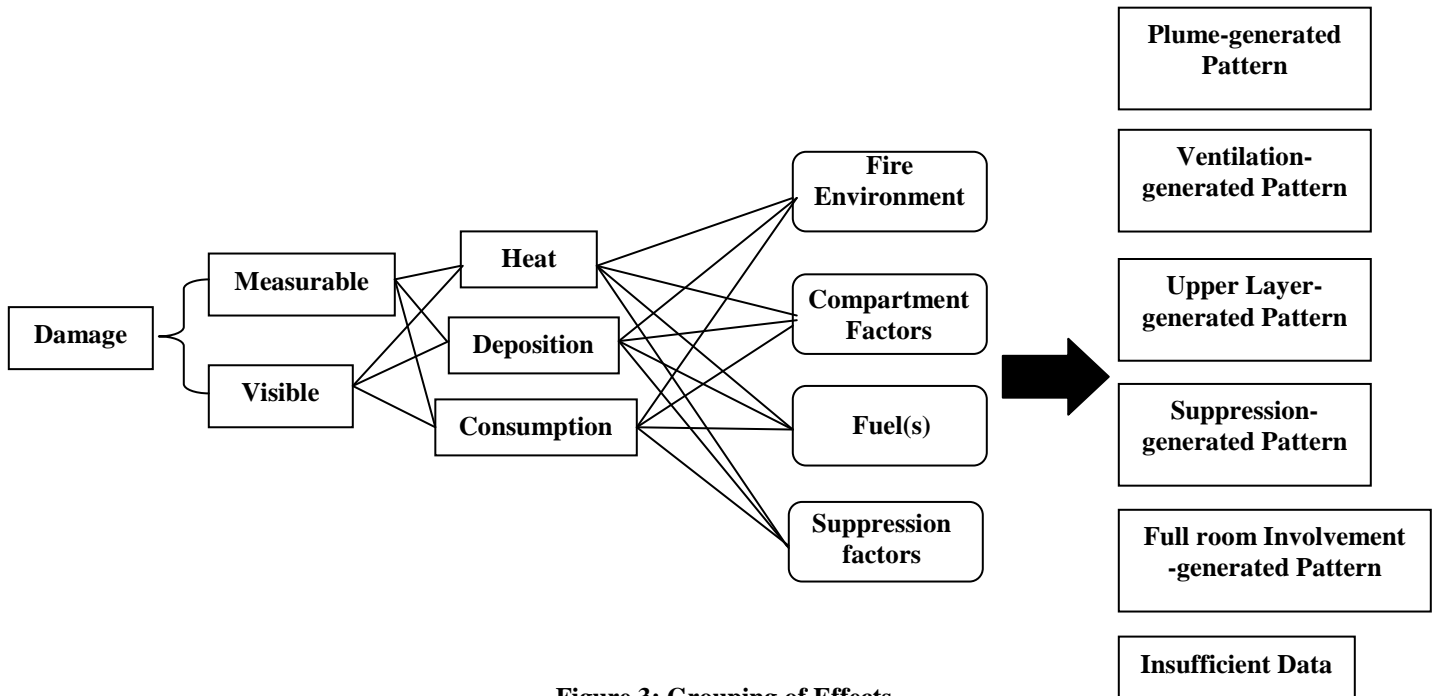 Damage
Measurable
Visible
Heat
Deposition
Consumption
Fire
Environment
Compartment
Factors
Fuel(s)
Suppression
factors
Plume-generated
Pattern
Ventilation-
generated Pattern
Upper Layer-
generated Pattern
Suppression-
generated Pattern
Full room Involvement
-generated Pattern
Insufficient Data
Figure 3: Grouping of Effects